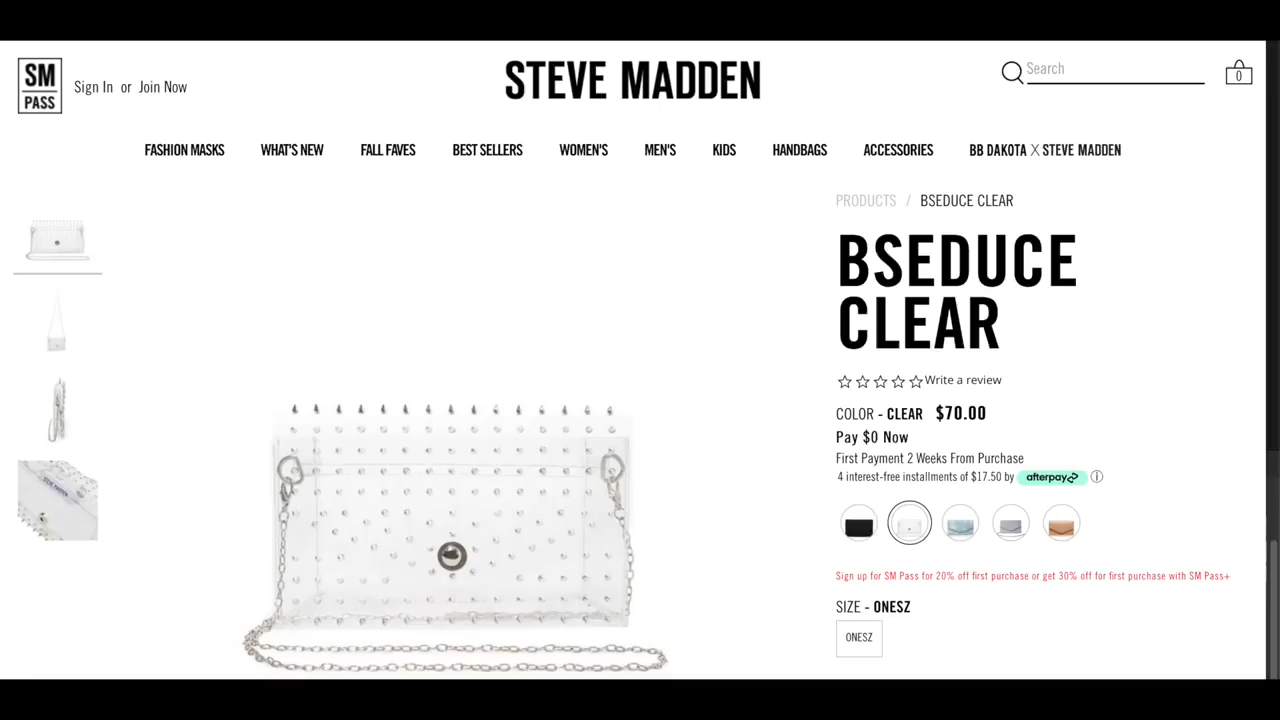 SM
PASS
Sign In or Join Now
STEVE MADDEN
Search
0
FASHION MASKS WHAT'S NEW FALL FAVES BEST SELLERS WOMEN'S MEN'S KIDS HANDBAGS ACCESSORIES BB DAKOTA X STEVE MADDEN
PRODUCTS / BSEDUCE CLEAR
BSEDUCE
CLEAR
Write a review
COLOR - CLEAR $70.00
Pay $0 Now
First Payment 2 Weeks From Purchase
4 interest-free installments of $17.50 by afterpay
Sign up for SM Pass for 20% off first purchase or get 30% off for first purchase with SM Pass+
SIZE - ONESZ
ONESZ